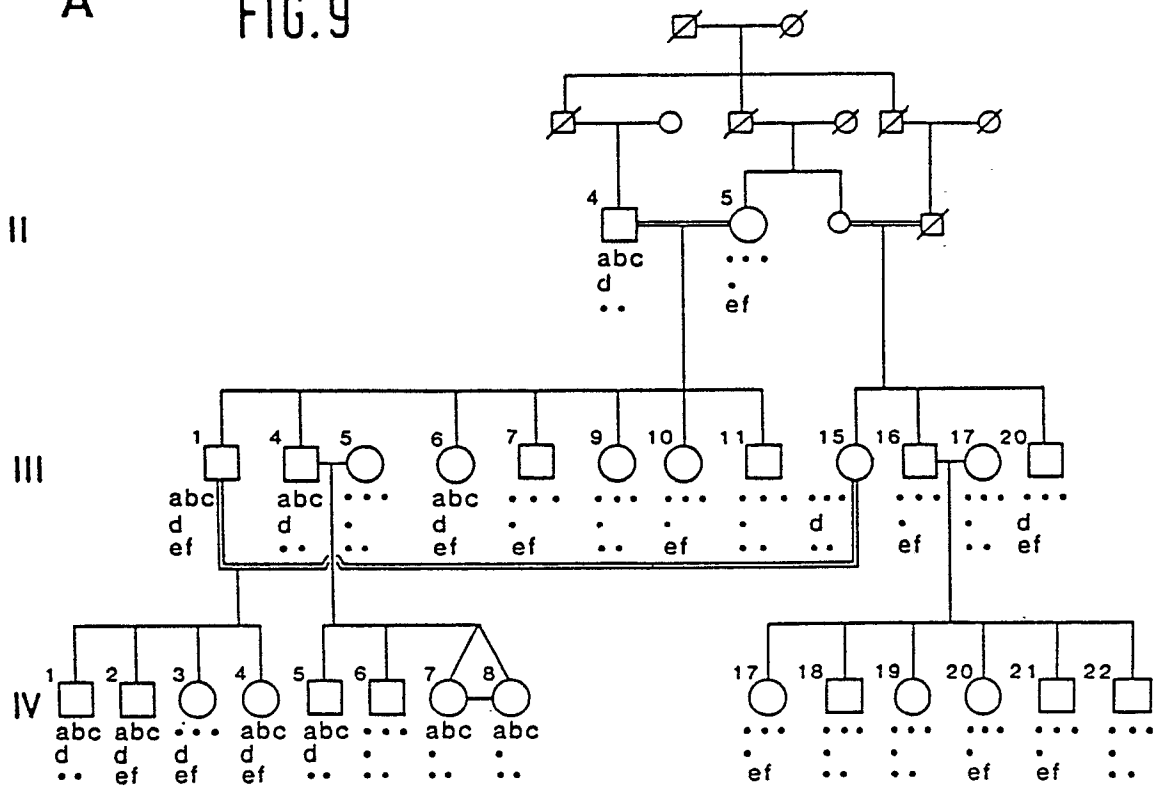 A FIG.9
II
4 5
abc • • •
d •
• • ef
III
1 4 5 6 7 9 10 11 15 16 17 20
abc abc • • • abc • • • • • • • • • • • • • • • • • • • • • • • •
d d • d • • • • d • • d
ef • • • • ef ef • • ef • • • • ef • • ef
IV
1 2 3 4 5 6 7 8 17 18 19 20 21 22
abc abc • • • abc abc • • • abc abc • • • • • • • • • • • • • • • • • •
d d d d d • • • • • • • • •
• • ef ef ef • • • • • • • • ef • • • • ef ef • •